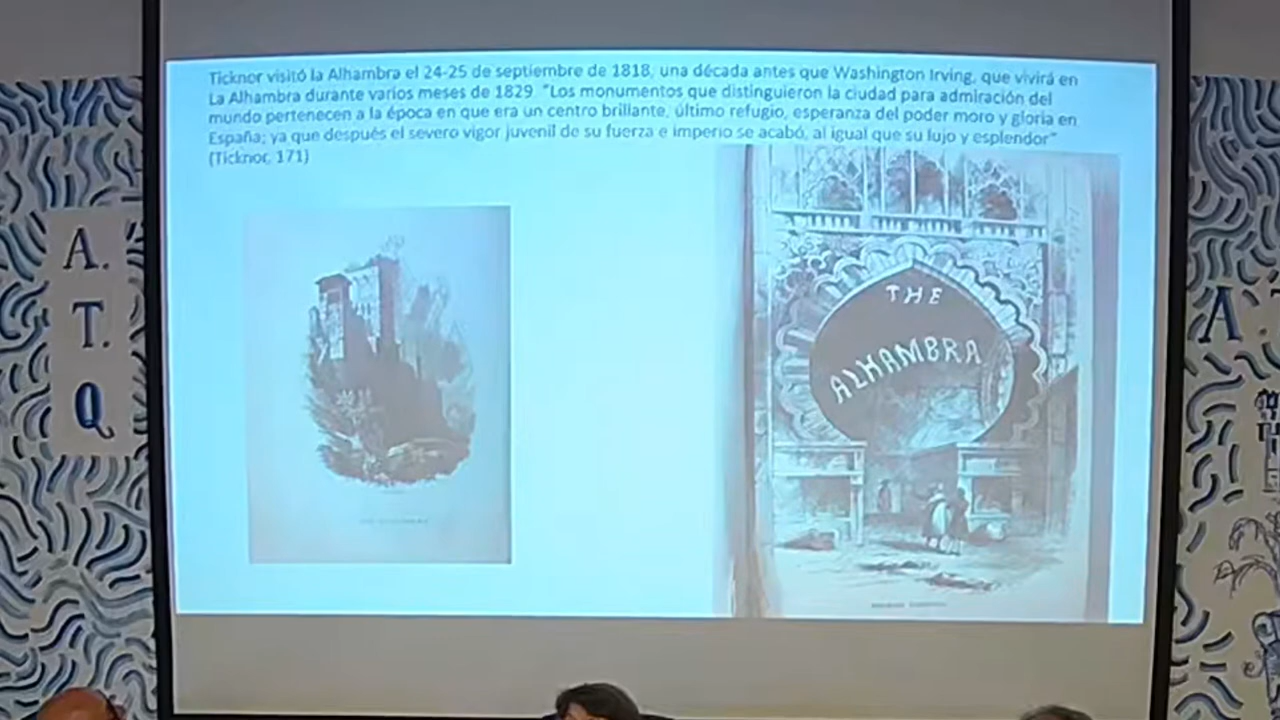 Ticknor visitó la Alhambra el 24-25 de septiembre de 1818, una década antes que Washington Irving, que vivirá en
La Alhambra durante varios meses de 1829. "Los monumentos que distinguieron la ciudad para admiración del
mundo pertenecen a la época en que era un centro brillante, último refugio, esperanza del poder moro y gloria en
España; ya que después el severo vigor juvenil de su fuerza e imperio se acabó, al igual que su lujo y esplendor"
(Ticknor, 171)
THE
ALHAMBRA
A.
T.
Q
A.